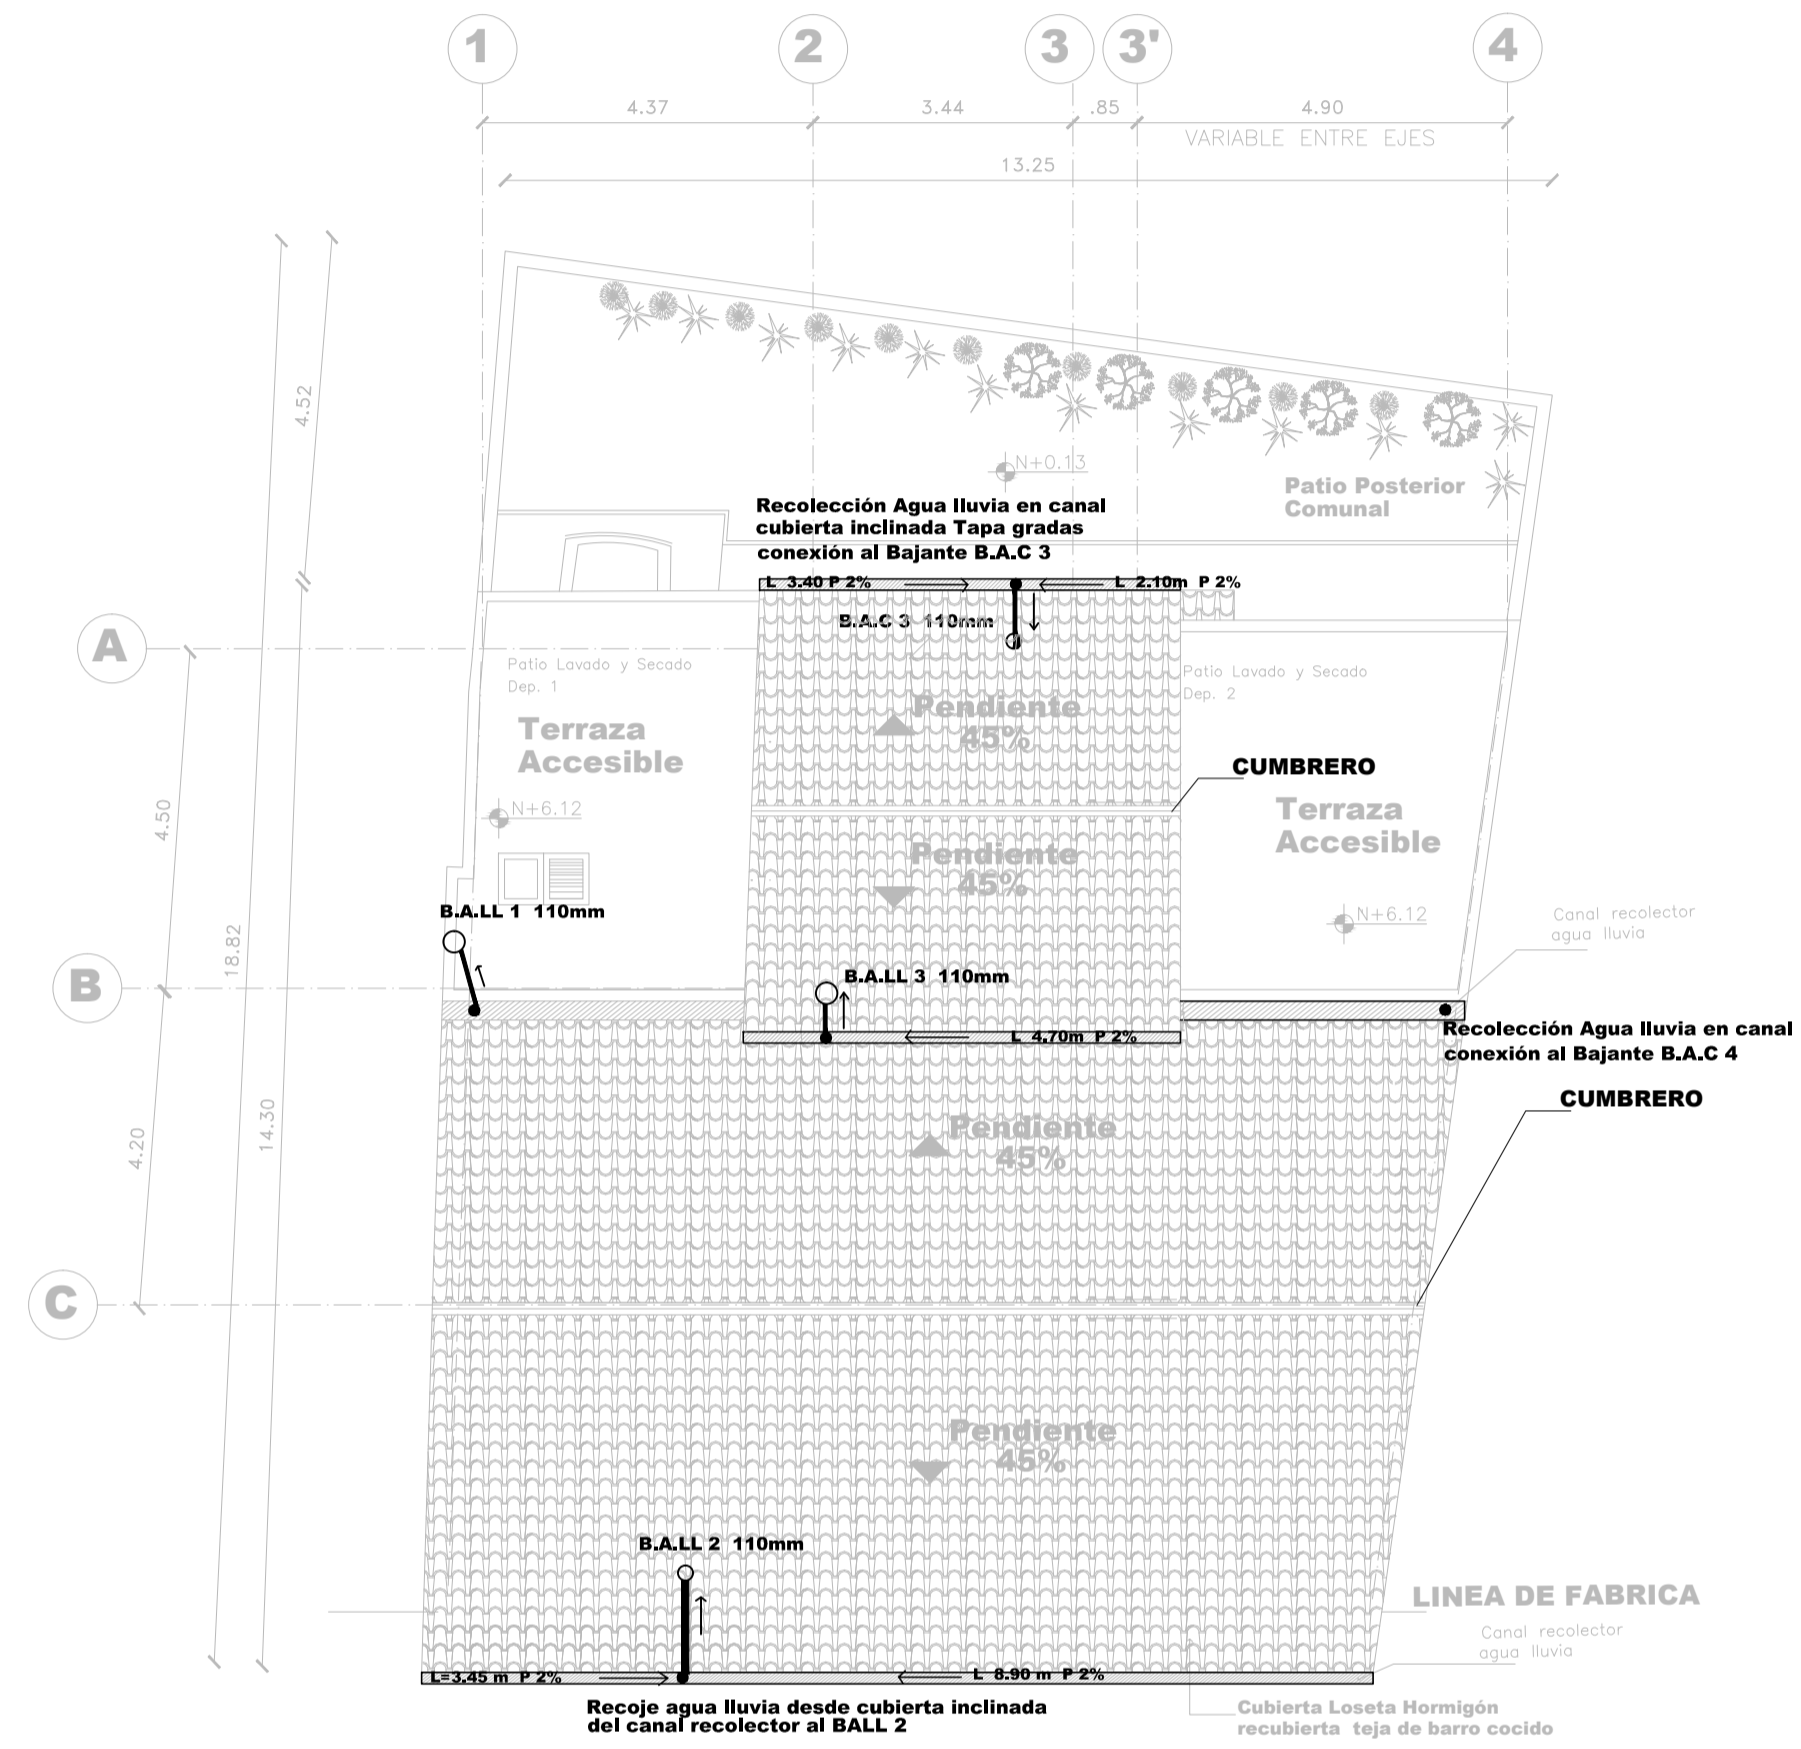 1
2
3
3'
4
4.37
3.44
.85
4.90
VARIABLE ENTRE EJES
13.25
4.52
N+0.13
Patio Posterior
Comunal
Recolección Agua lluvia en canal
cubierta inclinada Tapa gradas
conexión al Bajante B.A.C 3
L 3.40 P 2%
L 2.10m P 2%
B.A.C 3 110mm
A
Patio Lavado y Secado
Dep. 1
Patio Lavado y Secado
Dep. 2
Pendiente
45%
Terraza
Accesible
CUMBRERO
N+6.12
Terraza
Accesible
4.50
Pendiente
45%
B.A.LL 1 110mm
N+6.12
Canal recolector
agua lluvia
18.82
B
B.A.LL 3 110mm
L 4.70m P 2%
Recolección Agua lluvia en canal
conexión al Bajante B.A.C 4
CUMBRERO
14.30
4.20
Pendiente
45%
C
Pendiente
45%
B.A.LL 2 110mm
LINEA DE FABRICA
Canal recolector
agua lluvia
L=3.45 m P 2%
L 8.90 m P 2%
Recoje agua lluvia desde cubierta inclinada
del canal recolector al BALL 2
Cubierta Loseta Hormigón
recubierta teja de barro cocido